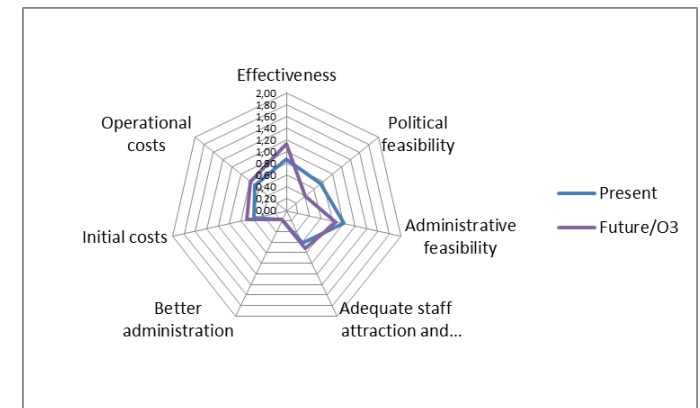 Effectiveness
2,00
1,80
1,60
1,40
1,20
1,00
0,80
0,60
0,40
0,20
0,00
Political
feasibility
Administrative
feasibility
Adequate staff
attraction and...
Better
administration
Initial costs
Operational
costs
Present
Future/O3